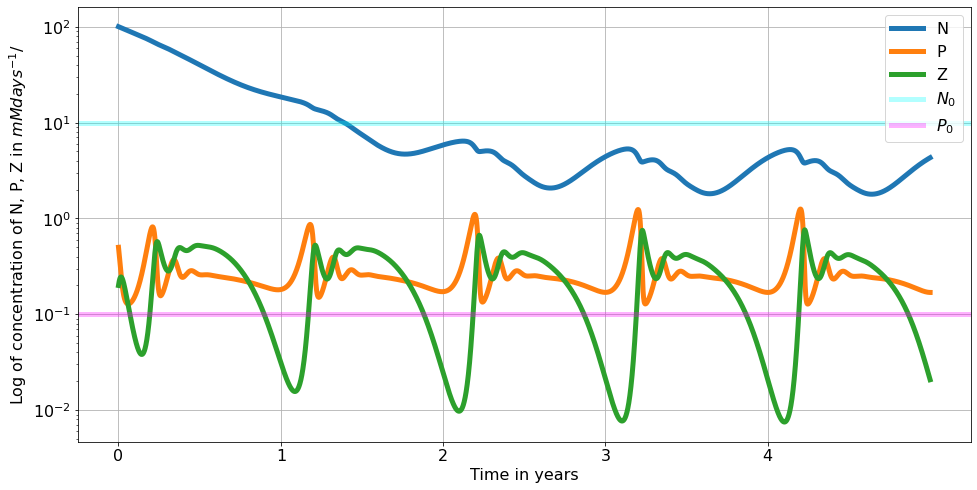 Log of concentration of N, P, Z in mMdays⁻¹/
10²
10¹
10⁰
10⁻¹
10⁻²
N
P
Z
N₀
P₀
0 1 2 3 4
Time in years